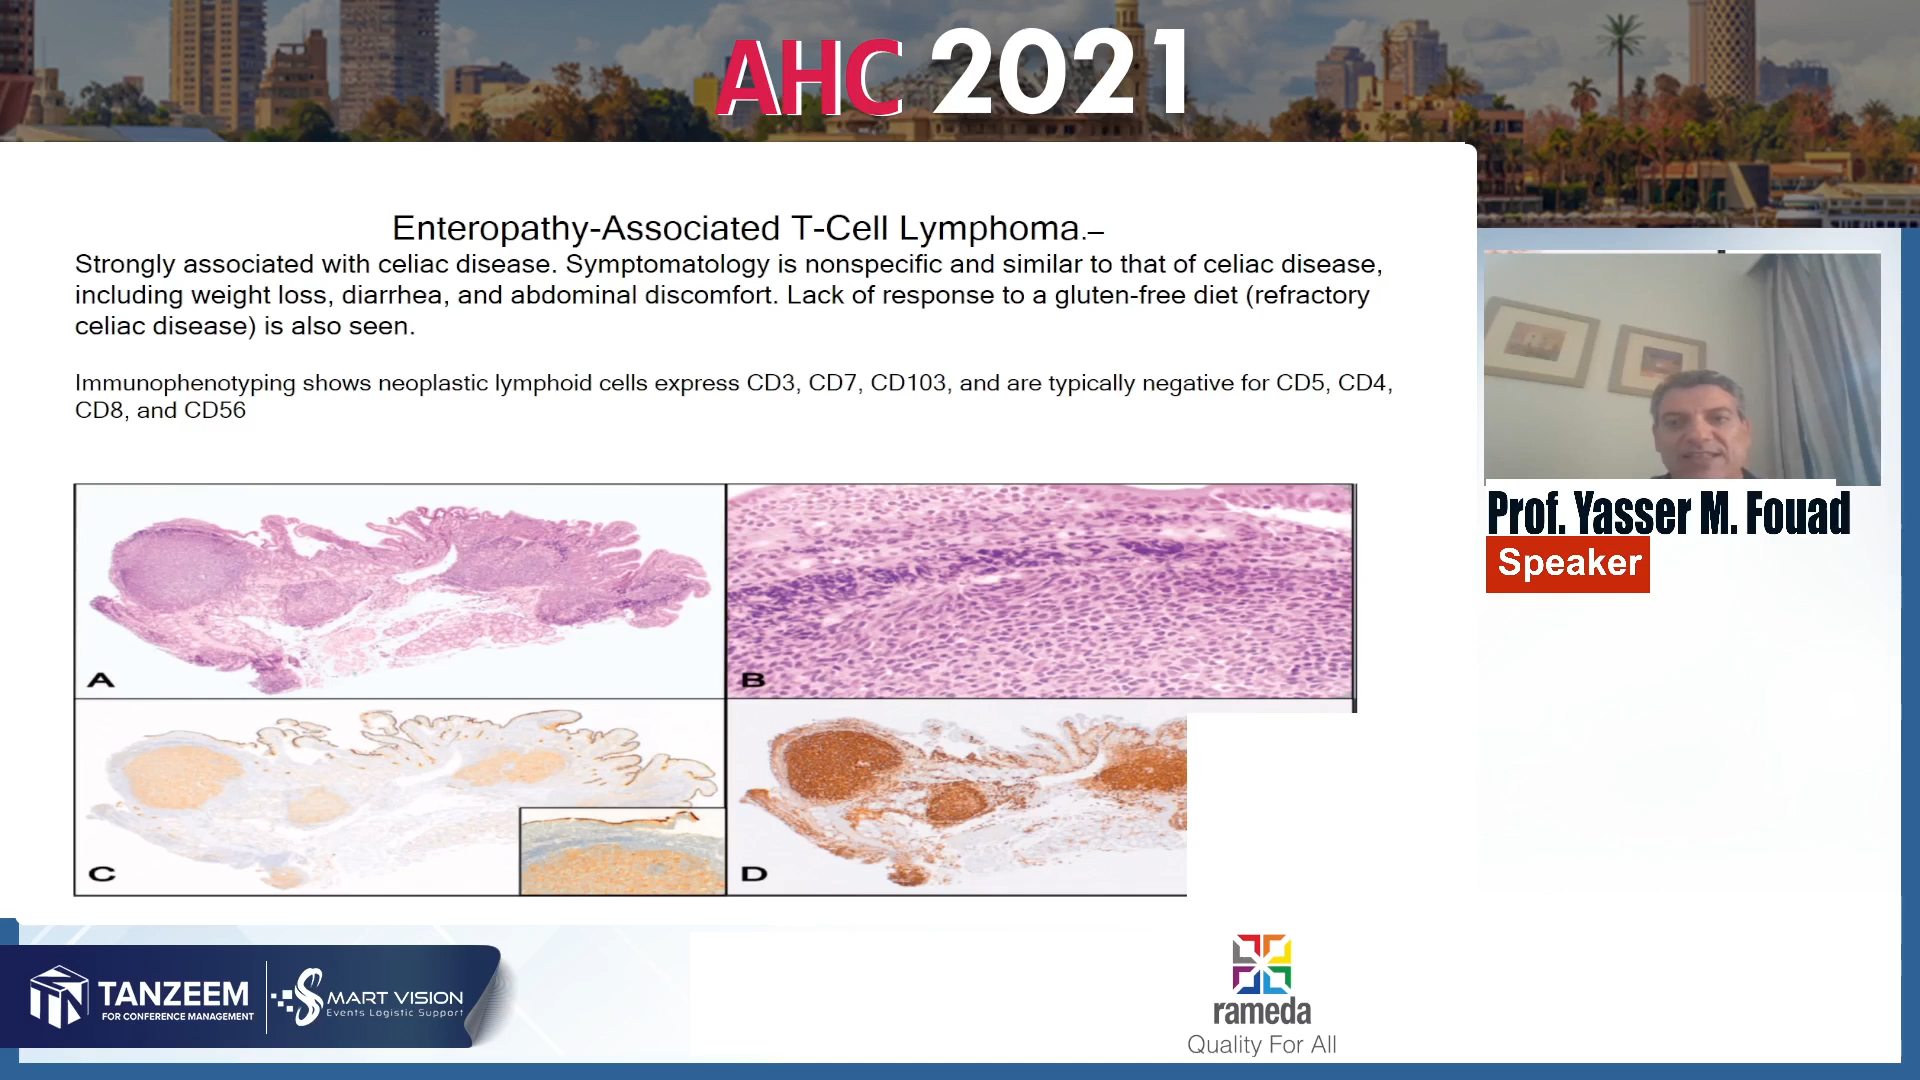 AHC 2021
Enteropathy-Associated T-Cell Lymphoma.–
Strongly associated with celiac disease. Symptomatology is nonspecific and similar to that of celiac disease,
including weight loss, diarrhea, and abdominal discomfort. Lack of response to a gluten-free diet (refractory
celiac disease) is also seen.
Immunophenotyping shows neoplastic lymphoid cells express CD3, CD7, CD103, and are typically negative for CD5, CD4,
CD8, and CD56
A
B
C
D
Prof. Yasser M. Fouad
Speaker
TANZEEM
FOR CONFERENCE MANAGEMENT
SMART VISION
Events Logistic Support
rameda
Quality For All